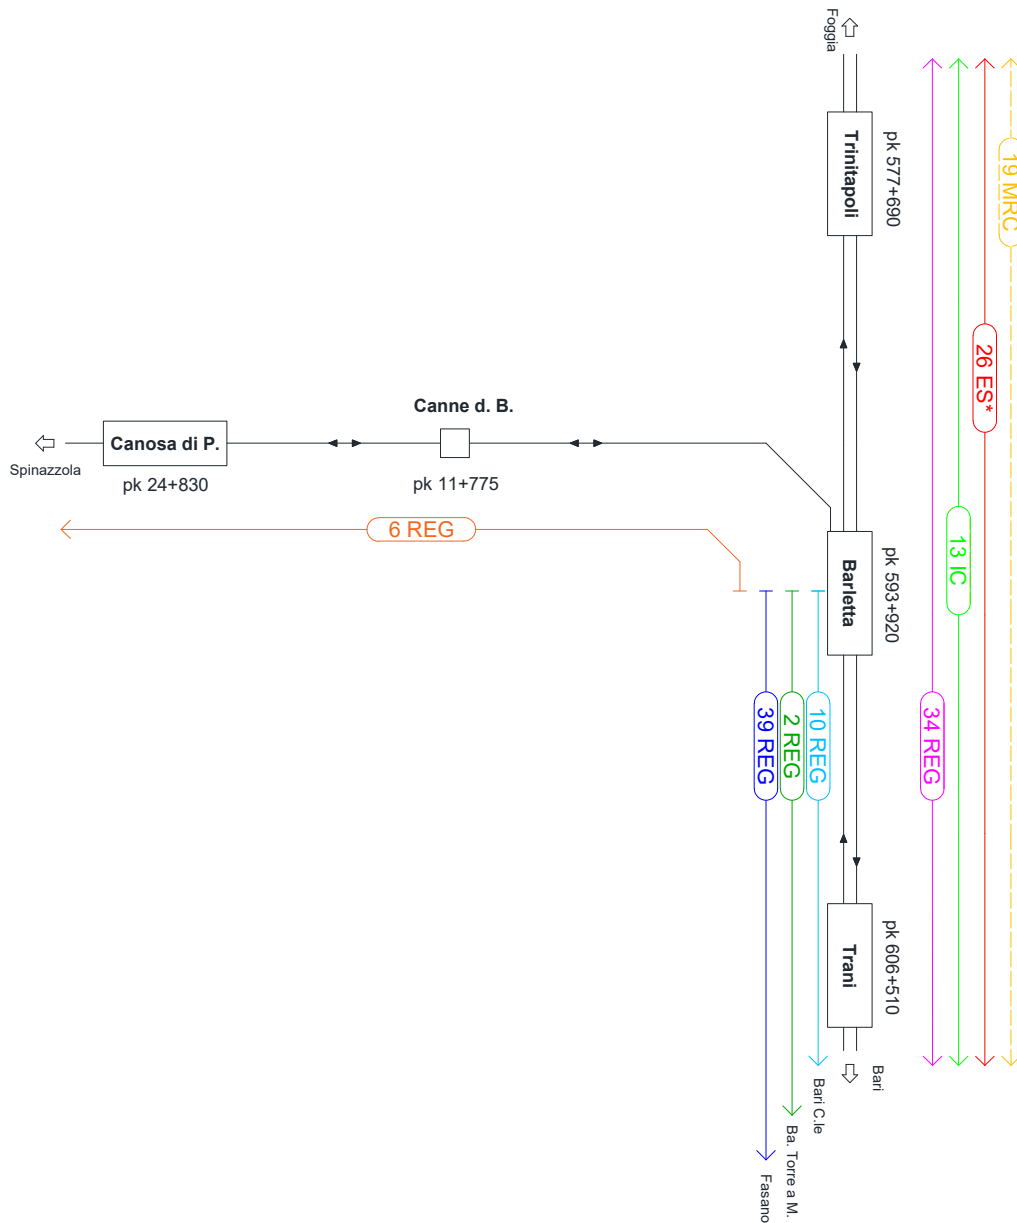 Foggia
Trinitapoli
pk 577+690
19 MRC
26 ES*
Canne d. B.
Canosa di P.
Spinazzola
pk 24+830
pk 11+775
6 REG
Barletta
pk 593+920
13 IC
39 REG
2 REG
10 REG
34 REG
Trani
pk 606+510
Bari
Bari C.le
Ba. Torre a M.
Fasano